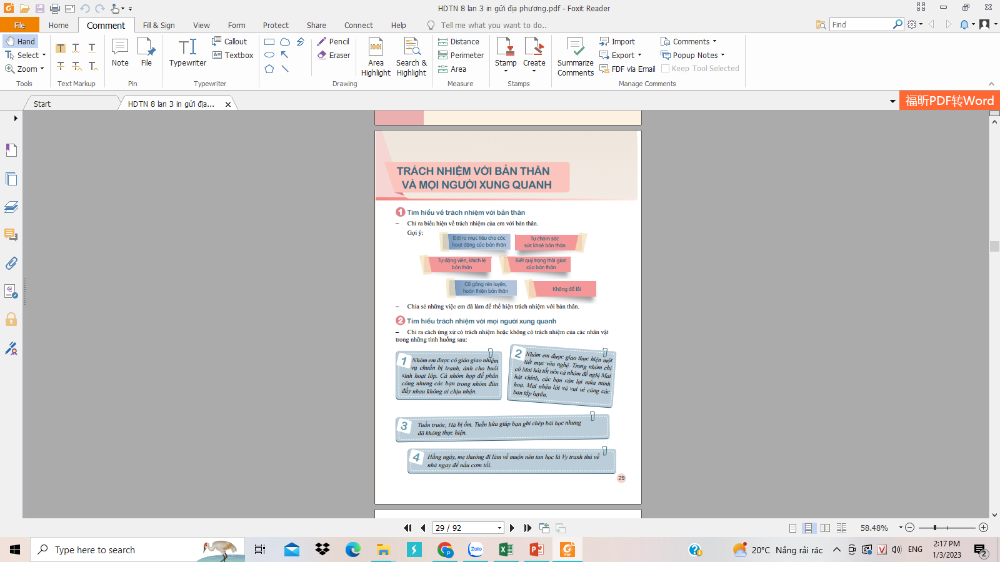 HDTN 8 lan 3 in gửi địa phương.pdf - Foxit Reader
File Home Comment Fill & Sign View Form Protect Share Connect Help Tell me what you want to do.. Find
Hand
Select
Zoom
Tools
Text Markup
Note
File
Pin
Typewriter
Callout
Textbox
Typewriter
Pencil
Eraser
Area
Highlight
Search &
Highlight
Drawing
Distance
Perimeter
Area
Measure
Stamp
Create
Stamps
Summarize
Comments
Import
Export
FDF via Email
Comments
Popup Notes
Keep Tool Selected
Manage Comments
Start
HDTN 8 lan 3 in gửi địa...
福昕PDF转Word
TRÁCH NHIỆM VỚI BẢN THÂN
VÀ MỌI NGƯỜI XUNG QUANH
1 Tìm hiểu về trách nhiệm với bản thân
– Chỉ ra biểu hiện về trách nhiệm của em với bản thân.
Gợi ý:
Đặt ra mục tiêu cho các
hoạt động của bản thân
Tự chăm sóc
sức khoẻ bản thân
Tự động viên, khích lệ
bản thân
Biết quý trọng thời gian
của bản thân
Cố gắng rèn luyện,
hoàn thiện bản thân
Không đổ lỗi
– Chia sẻ những việc em đã làm để thể hiện trách nhiệm với bản thân.
2 Tìm hiểu trách nhiệm với mọi người xung quanh
– Chỉ ra cách ứng xử có trách nhiệm hoặc không có trách nhiệm của các nhân vật
trong những tình huống sau:
1 Nhóm em được cô giáo giao nhiệm
vụ chuẩn bị tranh, ảnh cho buổi
sinh hoạt lớp. Cả nhóm họp để phân
công nhưng các bạn trong nhóm đùn
đẩy nhau không ai chịu nhận.
2 Nhóm em được giao thực hiện một
tiết mục văn nghệ. Trong nhóm chỉ
có Mai hát tốt nên cả nhóm đề nghị Mai
hát chính, các bạn còn lại múa minh
hoạ. Mai nhận lời và vui vẻ cùng các
bạn tập luyện.
3 Tuần trước, Hà bị ốm. Tuấn hứa giúp bạn ghi chép bài học nhưng
đã không thực hiện.
4 Hằng ngày, mẹ thường đi làm về muộn nên tan học là Vy tranh thủ về
nhà ngay để nấu cơm tối.
29
29 / 92
58.48%
Type here to search
Zalo
20°C Nắng rải rác
ENG
2:17 PM
1/3/2023
2